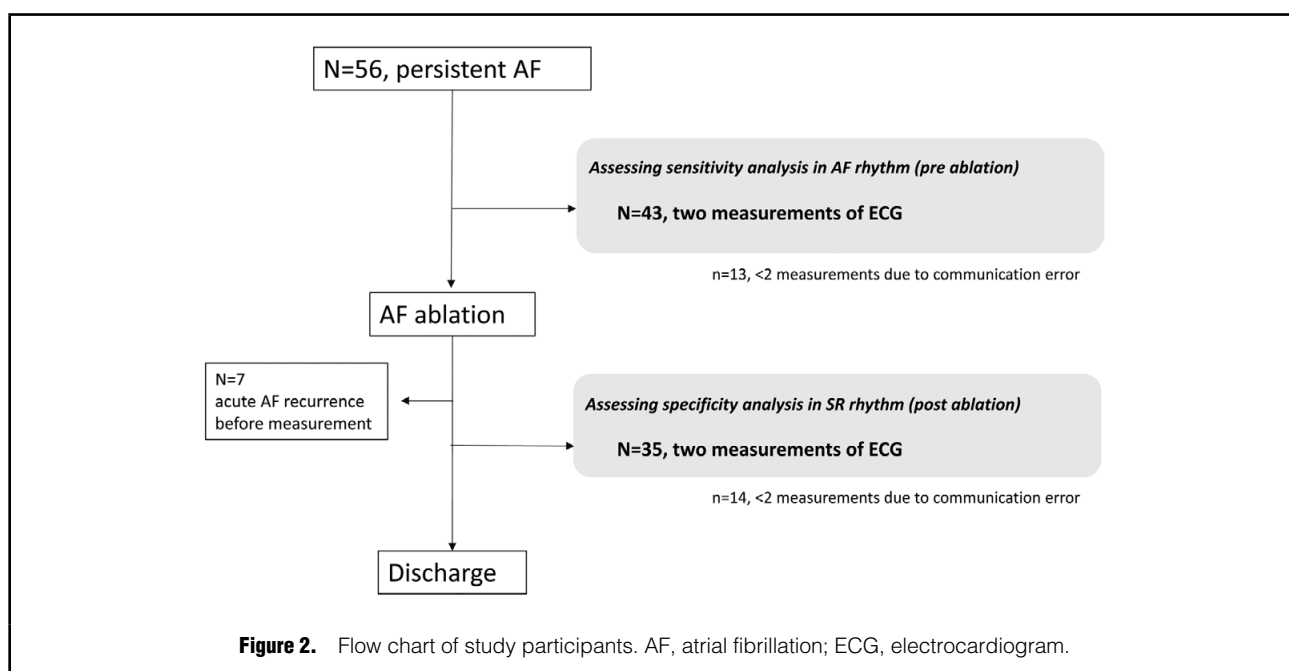 N=56, persistent AF
Assessing sensitivity analysis in AF rhythm (pre ablation)
N=43, two measurements of ECG
n=13, <2 measurements due to communication error
AF ablation
N=7
acute AF recurrence
before measurement
Assessing specificity analysis in SR rhythm (post ablation)
N=35, two measurements of ECG
n=14, <2 measurements due to communication error
Discharge
Figure 2. Flow chart of study participants. AF, atrial fibrillation; ECG, electrocardiogram.